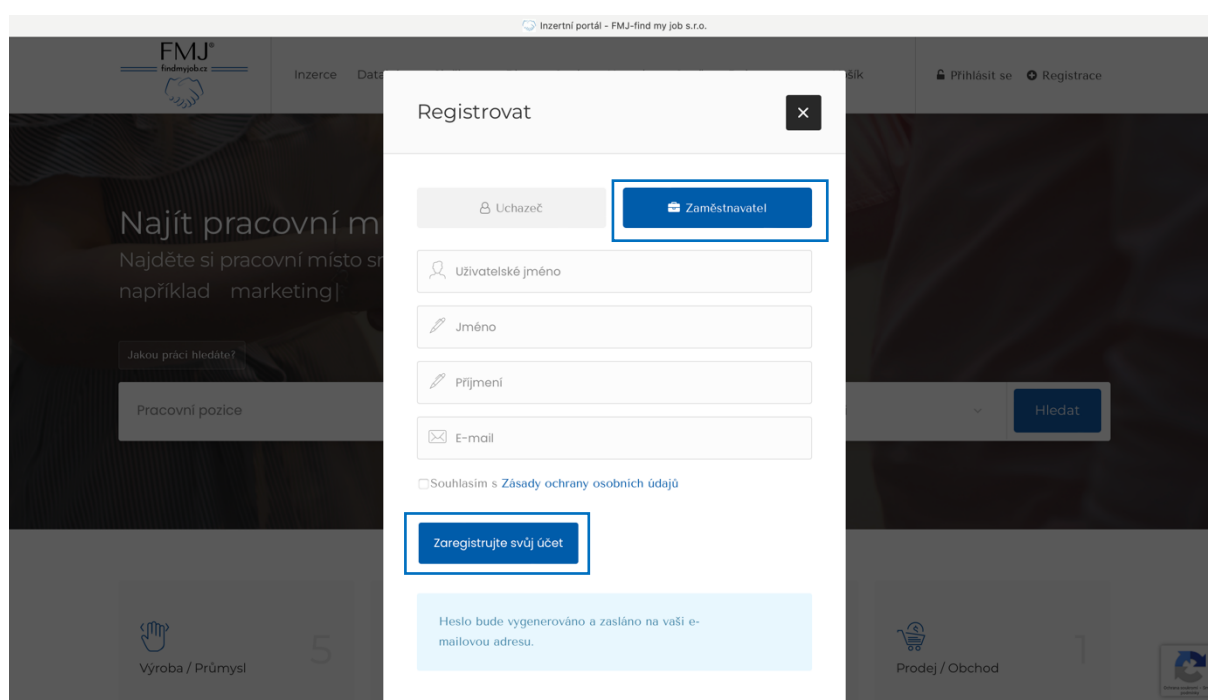 Inzertní portál - FMJ-find my job s.r.o.
FMJ®
findmyjob.cz
Inzerce
Přihlásit se
Registrace
Registrovat
Uchazeč
Zaměstnavatel
Najít pracovní m
Najděte si pracovní místo sn
například marketing|
Uživatelské jméno
Jméno
Příjmení
E-mail
Souhlasím s Zásady ochrany osobních údajů
Zaregistrujte svůj účet
Heslo bude vygenerováno a zasláno na vaši e-
mailovou adresu.
Jakou práci hledáte?
Pracovní pozice
Hledat
Výroba / Průmysl
5
Prodej / Obchod
1